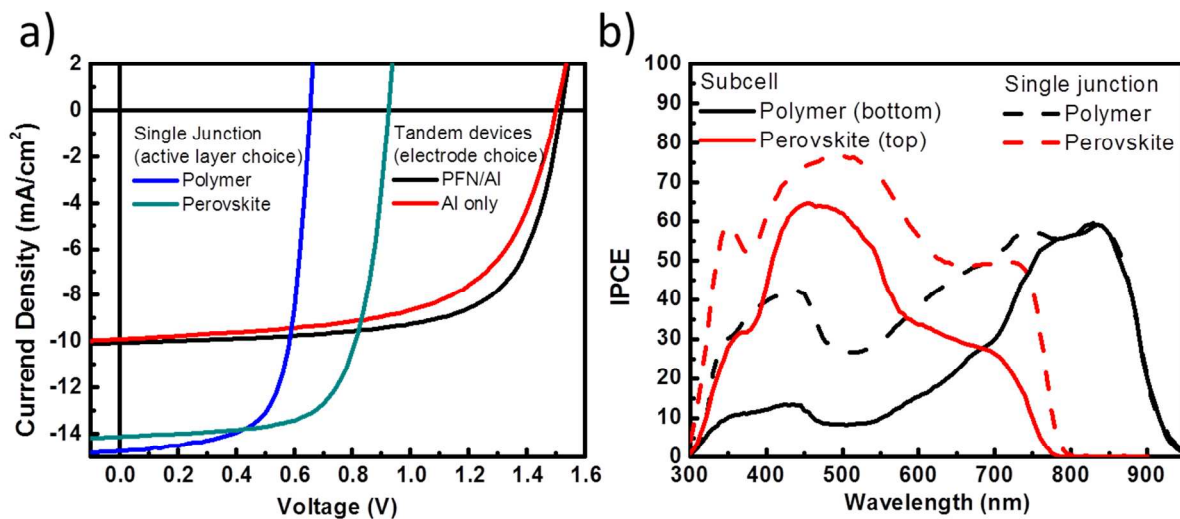 a)
2
0
-2
-4
-6
-8
-10
-12
-14
Currend Density (mA/cm²)
Single Junction
(active layer choice)
Polymer
Perovskite
Tandem devices
(electrode choice)
PFN/Al
Al only
0.0 0.2 0.4 0.6 0.8 1.0 1.2 1.4 1.6
Voltage (V)
b)
100
90
80
70
60
50
40
30
20
10
0
IPCE
Subcell
Polymer (bottom)
Perovskite (top)
Single junction
Polymer
Perovskite
300 400 500 600 700 800 900
Wavelength (nm)